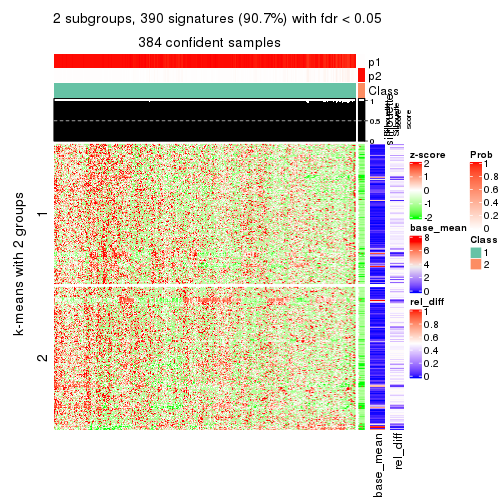 2 subgroups, 390 signatures (90.7%) with fdr < 0.05
384 confident samples
p1
p2
Class
1
0.5
0
silhouette
score
k-means with 2 groups
1
2
base_mean
rel_diff
z-score
2
1
0
-1
-2
base_mean
8
6
4
2
0
rel_diff
1
0.8
0.6
0.4
0.2
0
Prob
1
0.8
0.6
0.4
0.2
0
Class
1
2